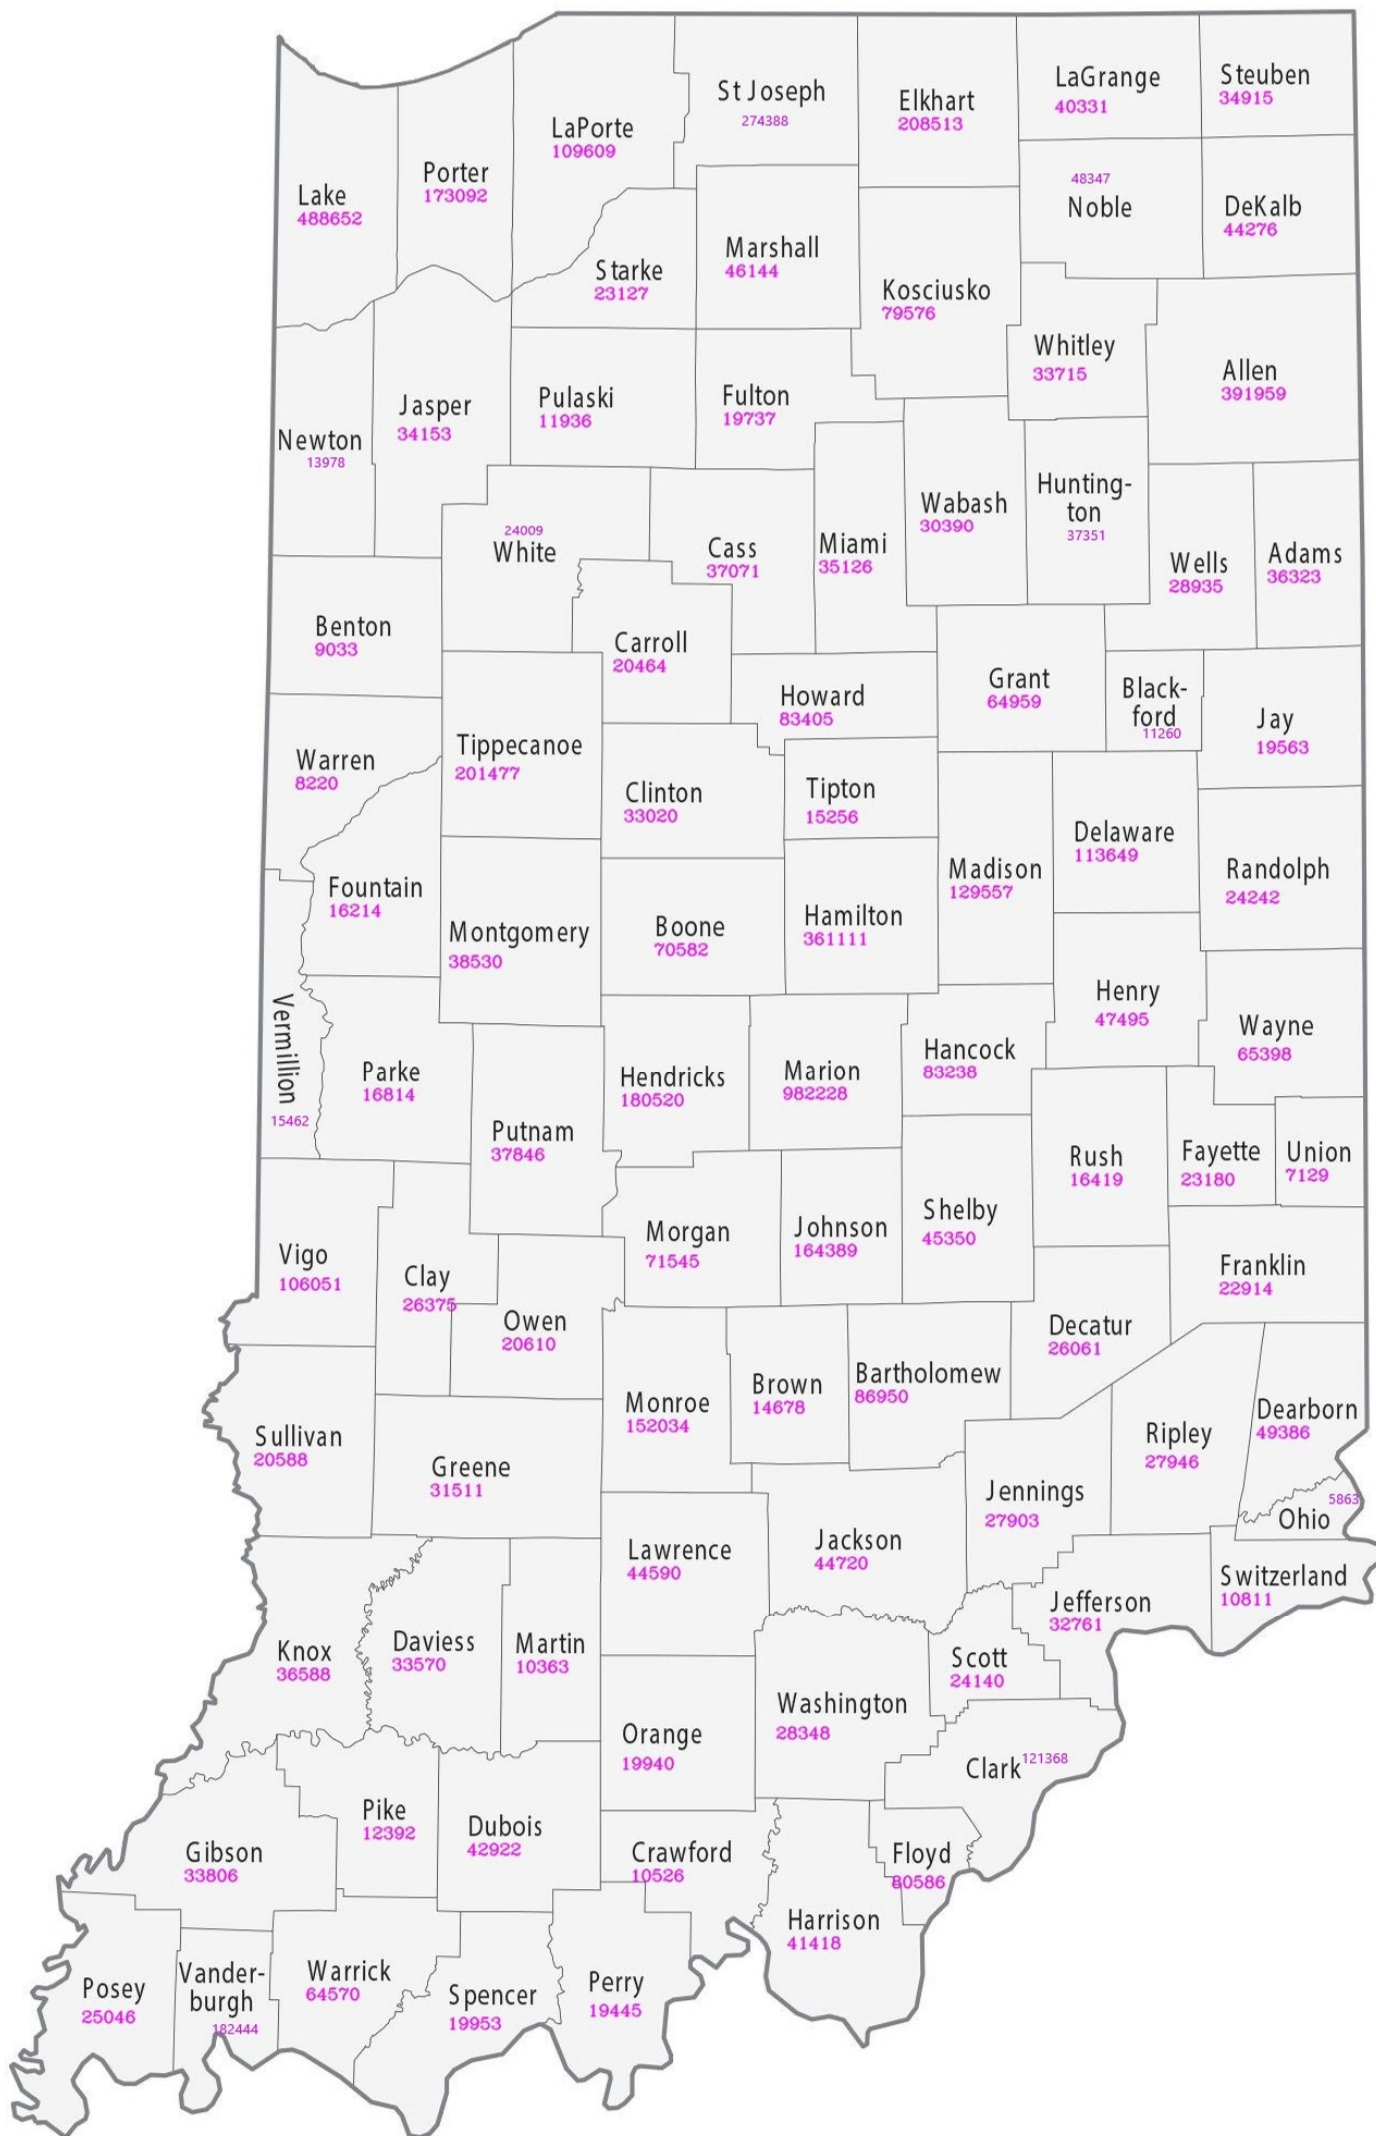 St Joseph
274388
Elkhart
208513
LaGrange
40331
Steuben
34915
LaPorte
109609
Porter
173092
Lake
488652
48347
Noble
DeKalb
44276
Starke
23127
Marshall
46144
Kosciusko
79576
Whitley
33715
Allen
391959
Newton
13978
Jasper
34153
Pulaski
11936
Fulton
19737
24009
White
Cass
37071
Miami
35126
Wabash
30390
Hunting-
ton
37351
Wells
28935
Adams
36323
Benton
9033
Carroll
20464
Howard
83405
Grant
64959
Black-
ford
11260
Jay
19563
Warren
8220
Tippecanoe
201477
Clinton
33020
Tipton
15256
Madison
129557
Delaware
113649
Randolph
24242
Fountain
16214
Montgomery
38530
Boone
70582
Hamilton
361111
Henry
47495
Wayne
65398
Vermillion
15462
Parke
16814
Putnam
37846
Hendricks
180520
Marion
982228
Hancock
83238
Rush
16419
Fayette
23180
Union
7129
Vigo
106051
Clay
26375
Owen
20610
Morgan
71545
Johnson
164389
Shelby
45350
Franklin
22914
Decatur
26061
Sullivan
20588
Greene
31511
Monroe
152034
Brown
14678
Bartholomew
86950
Jennings
27903
Ripley
27946
Dearborn
49386
5863
Ohio
Lawrence
44590
Jackson
44720
Jefferson
32761
Switzerland
10811
Knox
36588
Daviess
33570
Martin
10363
Orange
19940
Washington
28348
Scott
24140
Clark
121368
Gibson
33806
Pike
12392
Dubois
42922
Crawford
10526
Floyd
80586
Harrison
41418
Posey
25046
Vander-
burgh
182444
Warrick
64570
Spencer
19953
Perry
19445